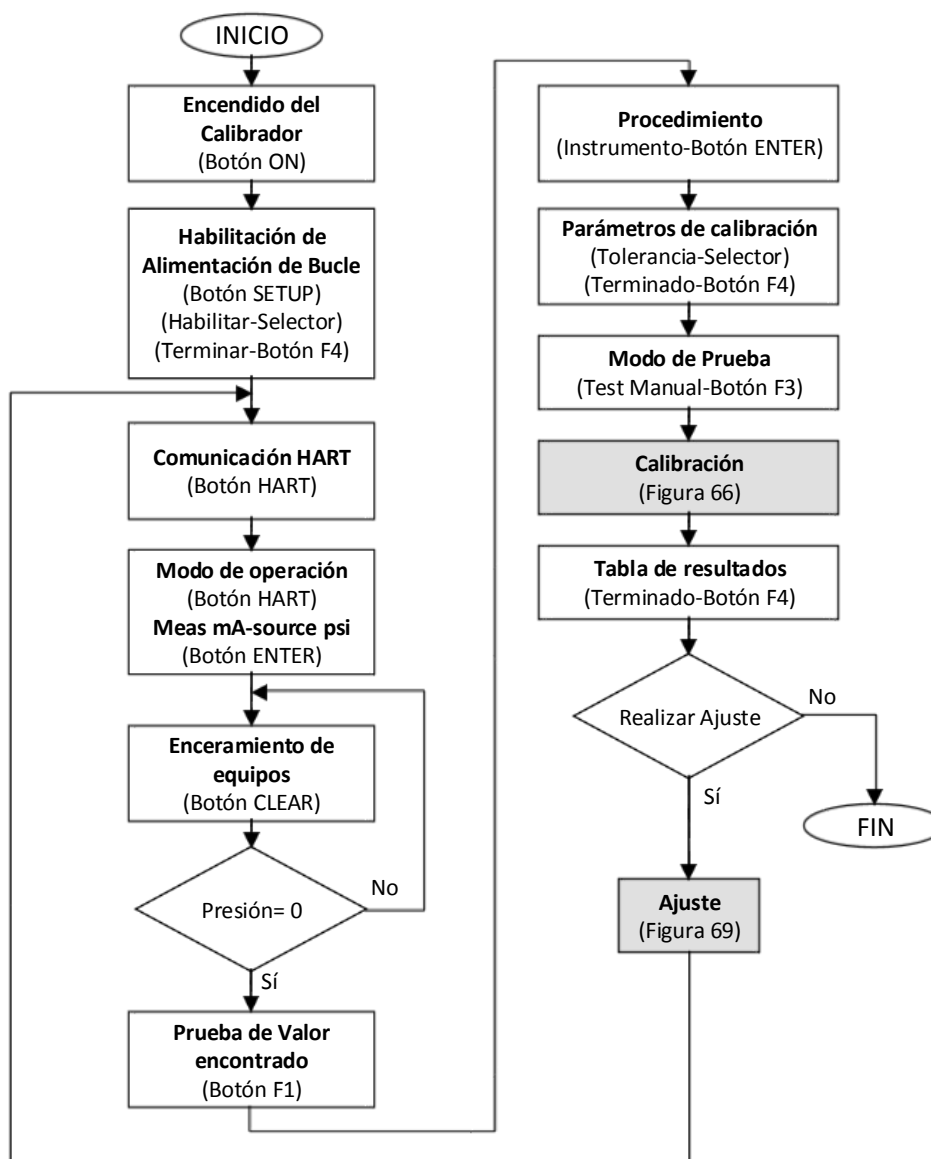 INICIO
Encendido del
Calibrador
(Botón ON)
Habilitación de
Alimentación de Bucle
(Botón SETUP)
(Habilitar-Selector)
(Terminar-Botón F4)
Comunicación HART
(Botón HART)
Modo de operación
(Botón HART)
Meas mA-source psi
(Botón ENTER)
Enceramiento de
equipos
(Botón CLEAR)
Presión= 0
No
Sí
Prueba de Valor
encontrado
(Botón F1)
Procedimiento
(Instrumento-Botón ENTER)
Parámetros de calibración
(Tolerancia-Selector)
(Terminado-Botón F4)
Modo de Prueba
(Test Manual-Botón F3)
Calibración
(Figura 66)
Tabla de resultados
(Terminado-Botón F4)
Realizar Ajuste
No
Sí
FIN
Ajuste
(Figura 69)